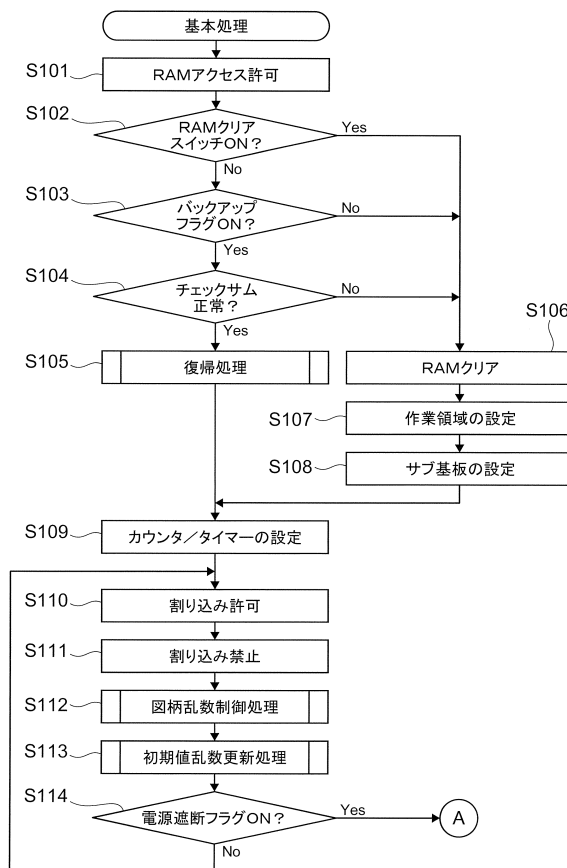 基本処理
S101
RAMアクセス許可
S102
RAMクリア
スイッチON？
Yes
No
S103
バックアップ
フラグON？
No
Yes
S104
チェックサム
正常？
No
Yes
S105
復帰処理
S106
RAMクリア
S107
作業領域の設定
S108
サブ基板の設定
S109
カウンタ／タイマーの設定
S110
割り込み許可
S111
割り込み禁止
S112
図柄乱数制御処理
S113
初期値乱数更新処理
S114
電源遮断フラグON？
Yes
A
No